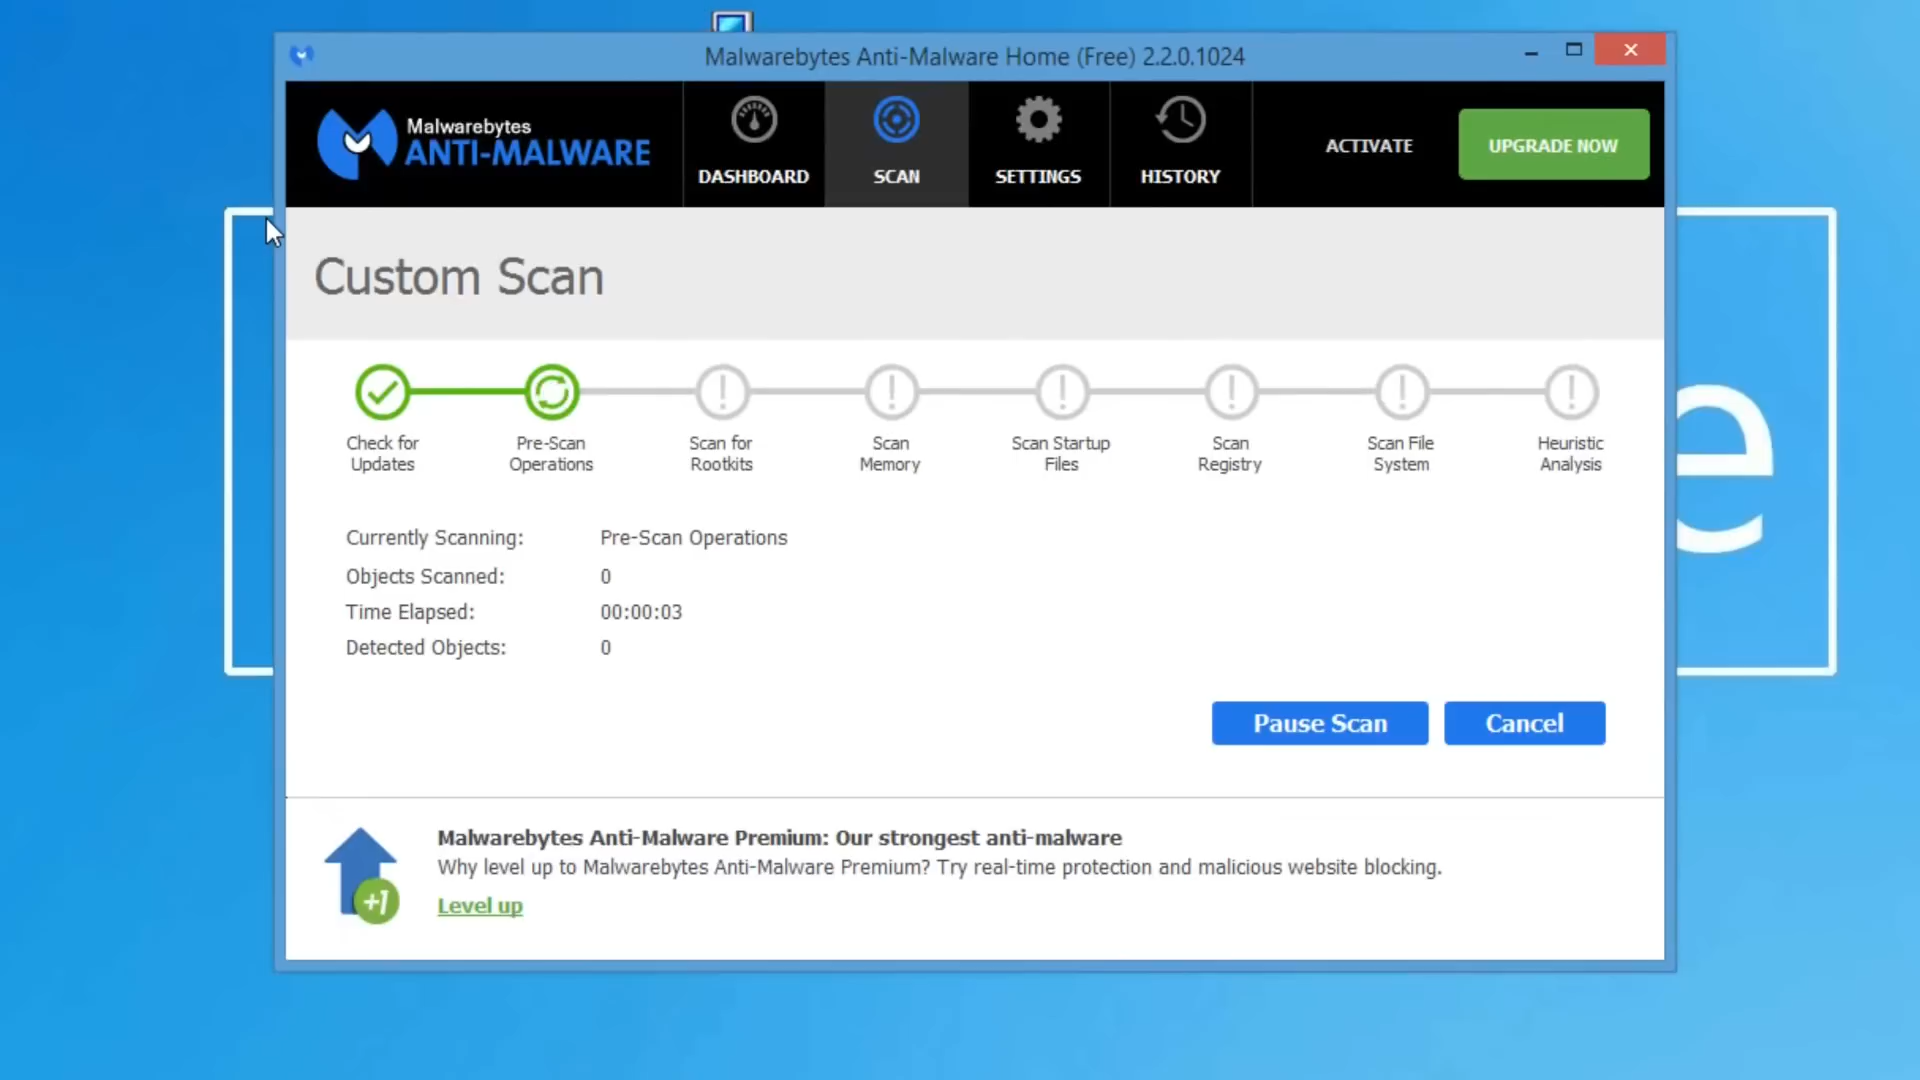 Malwarebytes Anti-Malware Home (Free) 2.2.0.1024
Malwarebytes
ANTI-MALWARE
DASHBOARD
SCAN
SETTINGS
HISTORY
ACTIVATE
UPGRADE NOW
Custom Scan
Check for
Updates
Pre-Scan
Operations
Scan for
Rootkits
Scan
Memory
Scan Startup
Files
Scan
Registry
Scan File
System
Heuristic
Analysis
Currently Scanning: Pre-Scan Operations
Objects Scanned: 0
Time Elapsed: 00:00:03
Detected Objects: 0
Pause Scan
Cancel
Malwarebytes Anti-Malware Premium: Our strongest anti-malware
Why level up to Malwarebytes Anti-Malware Premium? Try real-time protection and malicious website blocking.
+1
Level up
e